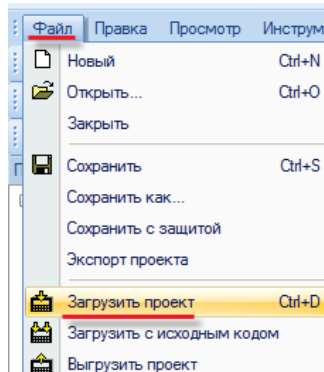 Файл Правка Просмотр Инструм
Новый Ctrl+N
Открыть... Ctrl+O
Закрыть
Сохранить Ctrl+S
Сохранить как...
Сохранить с защитой
Экспорт проекта
Загрузить проект Ctrl+D
Загрузить с исходным кодом
Выгрузить проект